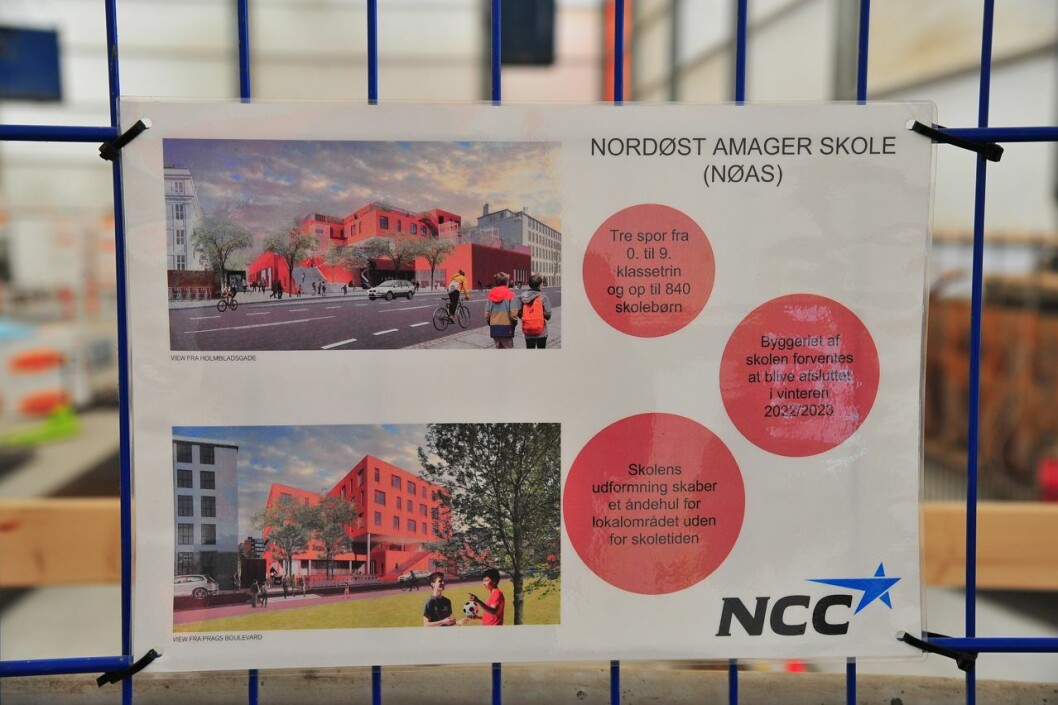 NORDØST AMAGER SKOLE
(NØAS)
VIEW FRA HOLMBLADSGADE
Tre spor fra
0. til 9.
klassetrin
og op til 840
skolebørn
Byggeriet af
skolen forventes
at blive afsluttet
i vinteren
2022/2023
VIEW FRA PRAGS BOULEVARD
Skolens
udformning skaber
et åndehul for
lokalområdet uden
for skoletiden
NCC